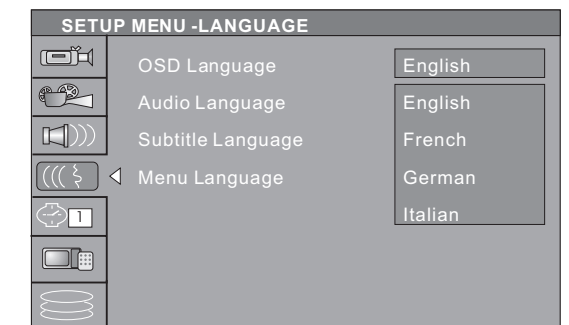 SETUP MENU -LANGUAGE
OSD Language English
Audio Language English
Subtitle Language French
Menu Language German
Italian
1